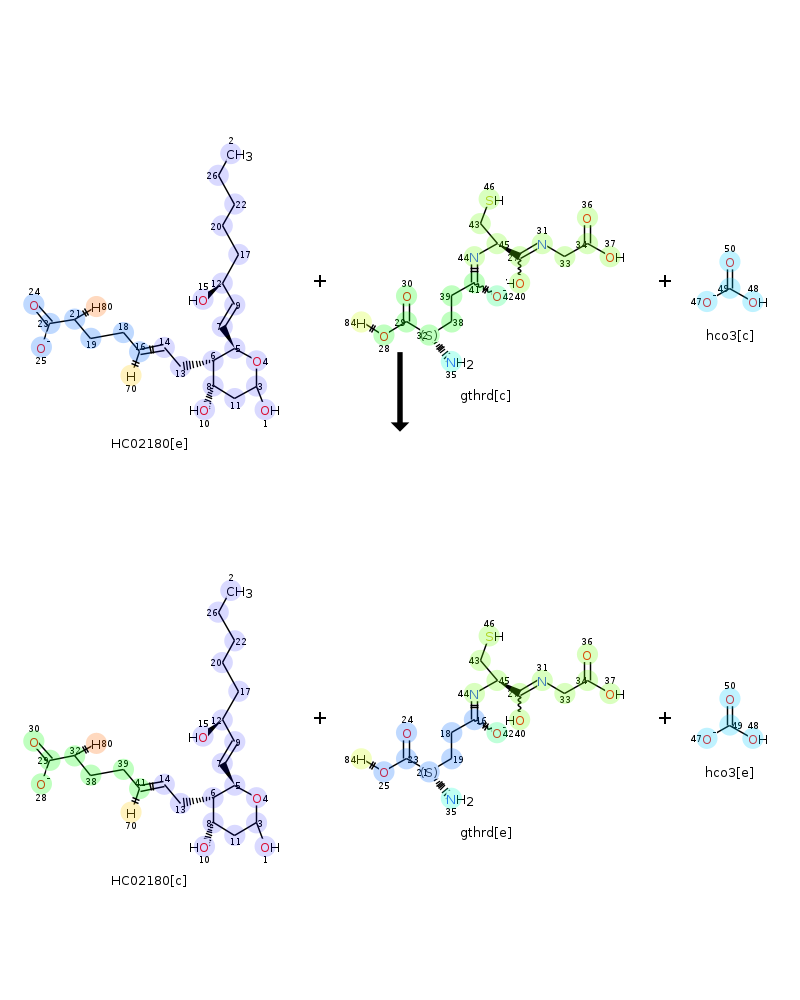 2
CH3
26
22
20
17
12
15
HO
9
7
5
6
O4
8
3
11
HO
10
OH
1
24
O
23
21
H80
O-
25
19
18
16
14
13
H
70
HC02180[e]
+
46
SH
43
45
44
N
31
N
27
HO
40
36
O
34
37
OH
33
41
O-
42
39
38
30
O
29
84H
O
28
32
(S)
NH2
35
gthrd[c]
+
50
O
49
47O-
48
OH
hco3[c]
2
CH3
26
22
20
17
12
15
HO
9
7
5
6
O4
8
3
11
HO
10
OH
1
30
O
29
32
H80
O-
28
38
39
41
14
13
H
70
HC02180[c]
+
46
SH
43
45
44
N
31
N
27
HO
40
36
O
34
37
OH
33
16
O-
42
18
19
24
O
23
84H
O
25
21
(S)
NH2
35
gthrd[e]
+
50
O
49
47O-
48
OH
hco3[e]